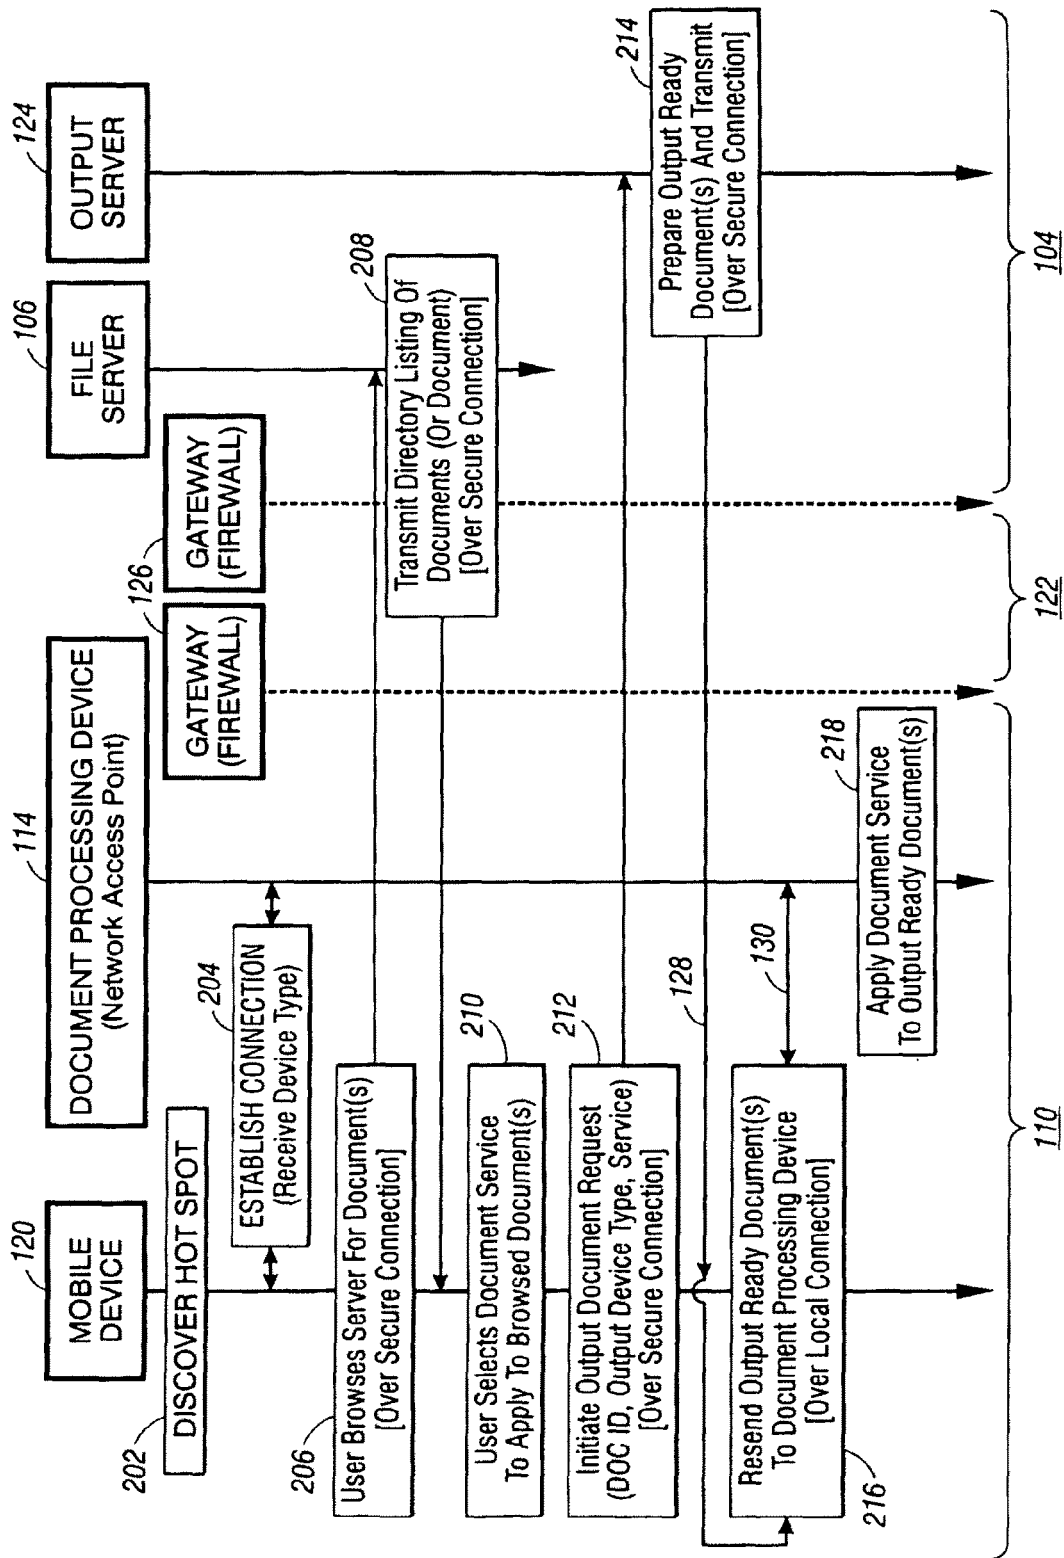 120
MOBILE
DEVICE
114
DOCUMENT PROCESSING DEVICE
(Network Access Point)
126
GATEWAY
(FIREWALL)
GATEWAY
(FIREWALL)
106
FILE
SERVER
124
OUTPUT
SERVER
202
DISCOVER HOT SPOT
204
ESTABLISH CONNECTION
(Receive Device Type)
206
User Browses Server For Document(s)
[Over Secure Connection]
208
Transmit Directory Listing Of
Documents (Or Document)
[Over Secure Connection]
210
User Selects Document Service
To Apply To Browsed Document(s)
212
Initiate Output Document Request
(DOC ID, Output Device Type, Service)
[Over Secure Connection]
214
Prepare Output Ready
Document(s) And Transmit
[Over Secure Connection]
128
130
Resend Output Ready Document(s)
To Document Processing Device
[Over Local Connection]
216
218
Apply Document Service
To Output Ready Document(s)
110
122
104